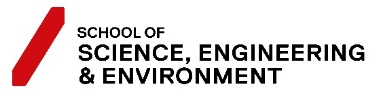 SCHOOL OF
SCIENCE, ENGINEERING
& ENVIRONMENT